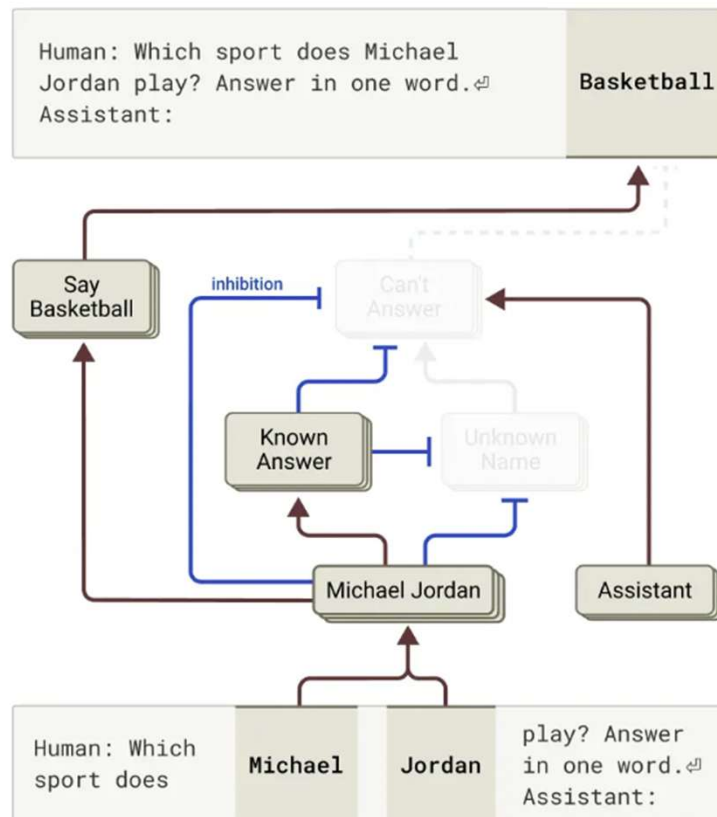 Human: Which sport does Michael
Jordan play? Answer in one word.⏎
Assistant:
Basketball
Say
Basketball
inhibition
Can't
Answer
Known
Answer
Unknown
Name
Michael Jordan
Assistant
Human: Which
sport does
Michael
Jordan
play? Answer
in one word.⏎
Assistant: